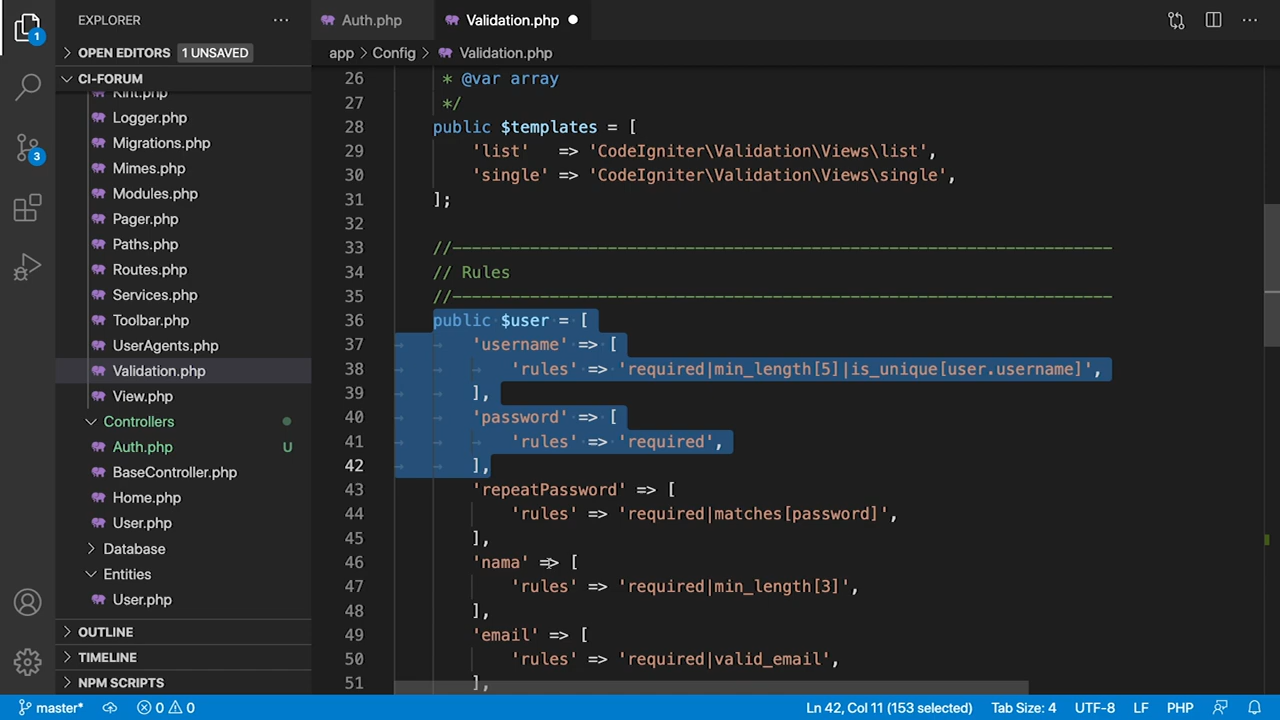 EXPLORER
OPEN EDITORS 1 UNSAVED
CI-FORUM
Kint.php
Logger.php
Migrations.php
Mimes.php
Modules.php
Pager.php
Paths.php
Routes.php
Services.php
Toolbar.php
UserAgents.php
Validation.php
View.php
Controllers
Auth.php U
BaseController.php
Home.php
User.php
Database
Entities
User.php
OUTLINE
TIMELINE
NPM SCRIPTS
1
3
Auth.php
Validation.php
app > Config > Validation.php
26 * @var array
27 */
28 public $templates = [
29 'list'   => 'CodeIgniter\Validation\Views\list',
30 'single' => 'CodeIgniter\Validation\Views\single',
31 ];
32
33 //--------------------------------------------------------------------
34 // Rules
35 //--------------------------------------------------------------------
36 public $user = [
37 'username' => [
38 'rules' => 'required|min_length[5]|is_unique[user.username]',
39 ],
40 'password' => [
41 'rules' => 'required',
42 ],
43 'repeatPassword' => [
44 'rules' => 'required|matches[password]',
45 ],
46 'nama' => [
47 'rules' => 'required|min_length[3]',
48 ],
49 'email' => [
50 'rules' => 'required|valid_email',
51 ],
master* 0 0 Ln 42, Col 11 (153 selected) Tab Size: 4 UTF-8 LF PHP